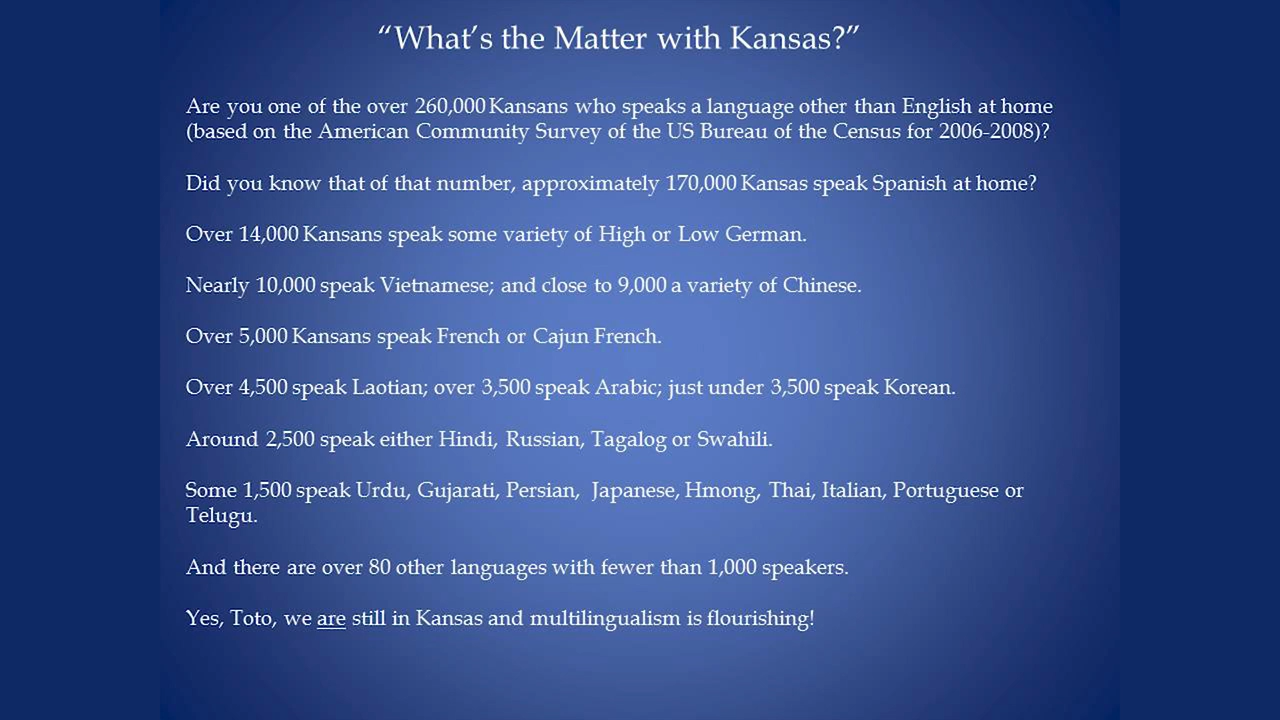 “What’s the Matter with Kansas?”
Are you one of the over 260,000 Kansans who speaks a language other than English at home
(based on the American Community Survey of the US Bureau of the Census for 2006-2008)?
Did you know that of that number, approximately 170,000 Kansas speak Spanish at home?
Over 14,000 Kansans speak some variety of High or Low German.
Nearly 10,000 speak Vietnamese; and close to 9,000 a variety of Chinese.
Over 5,000 Kansans speak French or Cajun French.
Over 4,500 speak Laotian; over 3,500 speak Arabic; just under 3,500 speak Korean.
Around 2,500 speak either Hindi, Russian, Tagalog or Swahili.
Some 1,500 speak Urdu, Gujarati, Persian, Japanese, Hmong, Thai, Italian, Portuguese or
Telugu.
And there are over 80 other languages with fewer than 1,000 speakers.
Yes, Toto, we are still in Kansas and multilingualism is flourishing!